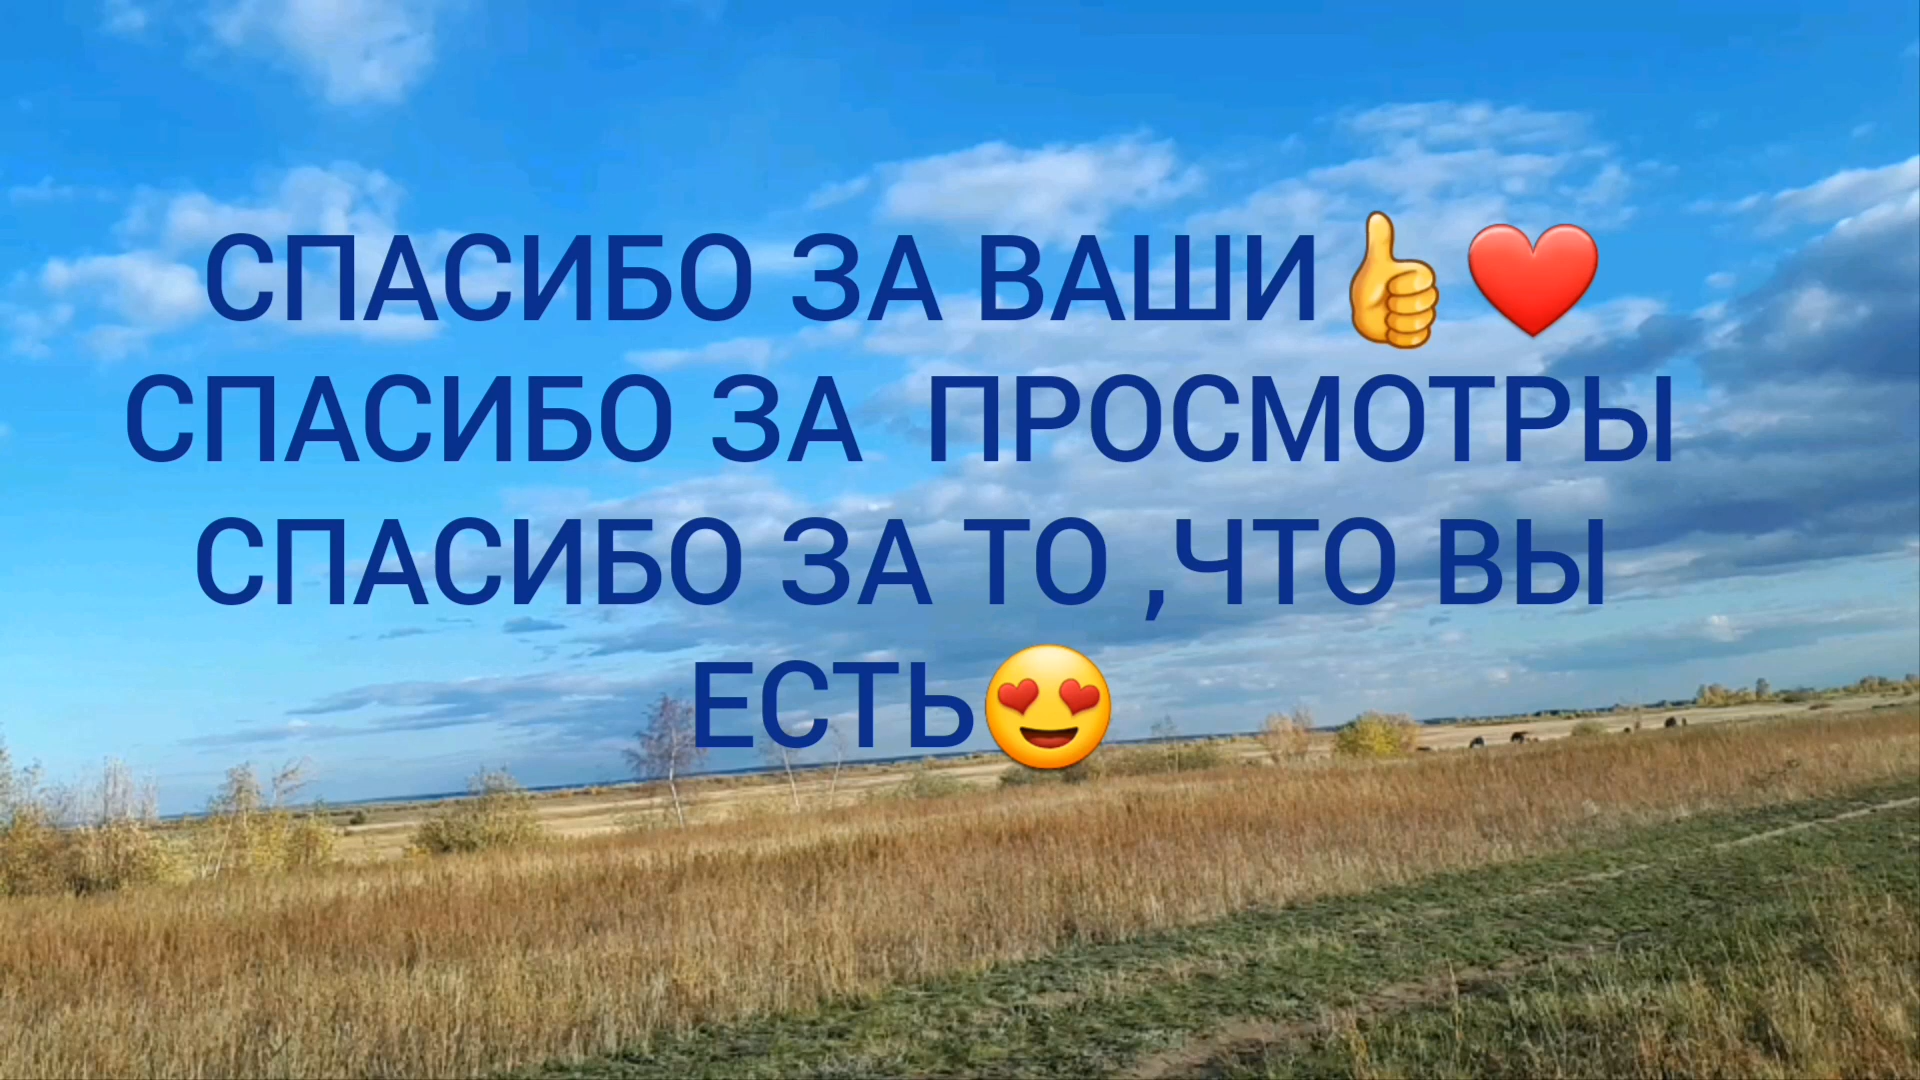 СПАСИБО ЗА ВАШИ👍❤️
СПАСИБО ЗА  ПРОСМОТРЫ
СПАСИБО ЗА ТО ,ЧТО ВЫ
ЕСТЬ😍